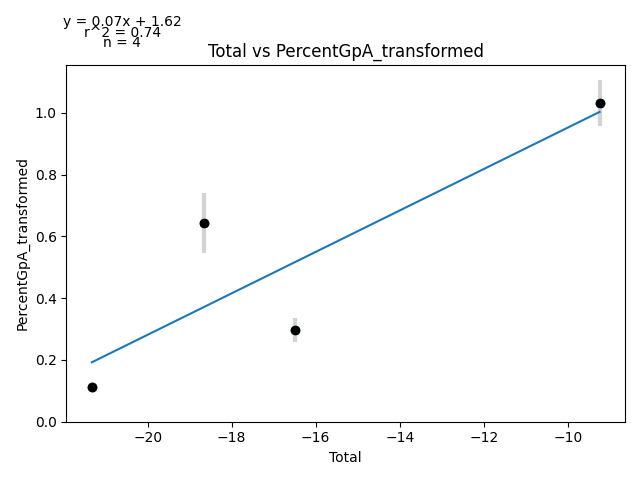 y = 0.07x + 1.62
r^2 = 0.74
n = 4
Total vs PercentGpA_transformed
PercentGpA_transformed
1.0
0.8
0.6
0.4
0.2
0.0
−20
−18
−16
−14
−12
−10
Total